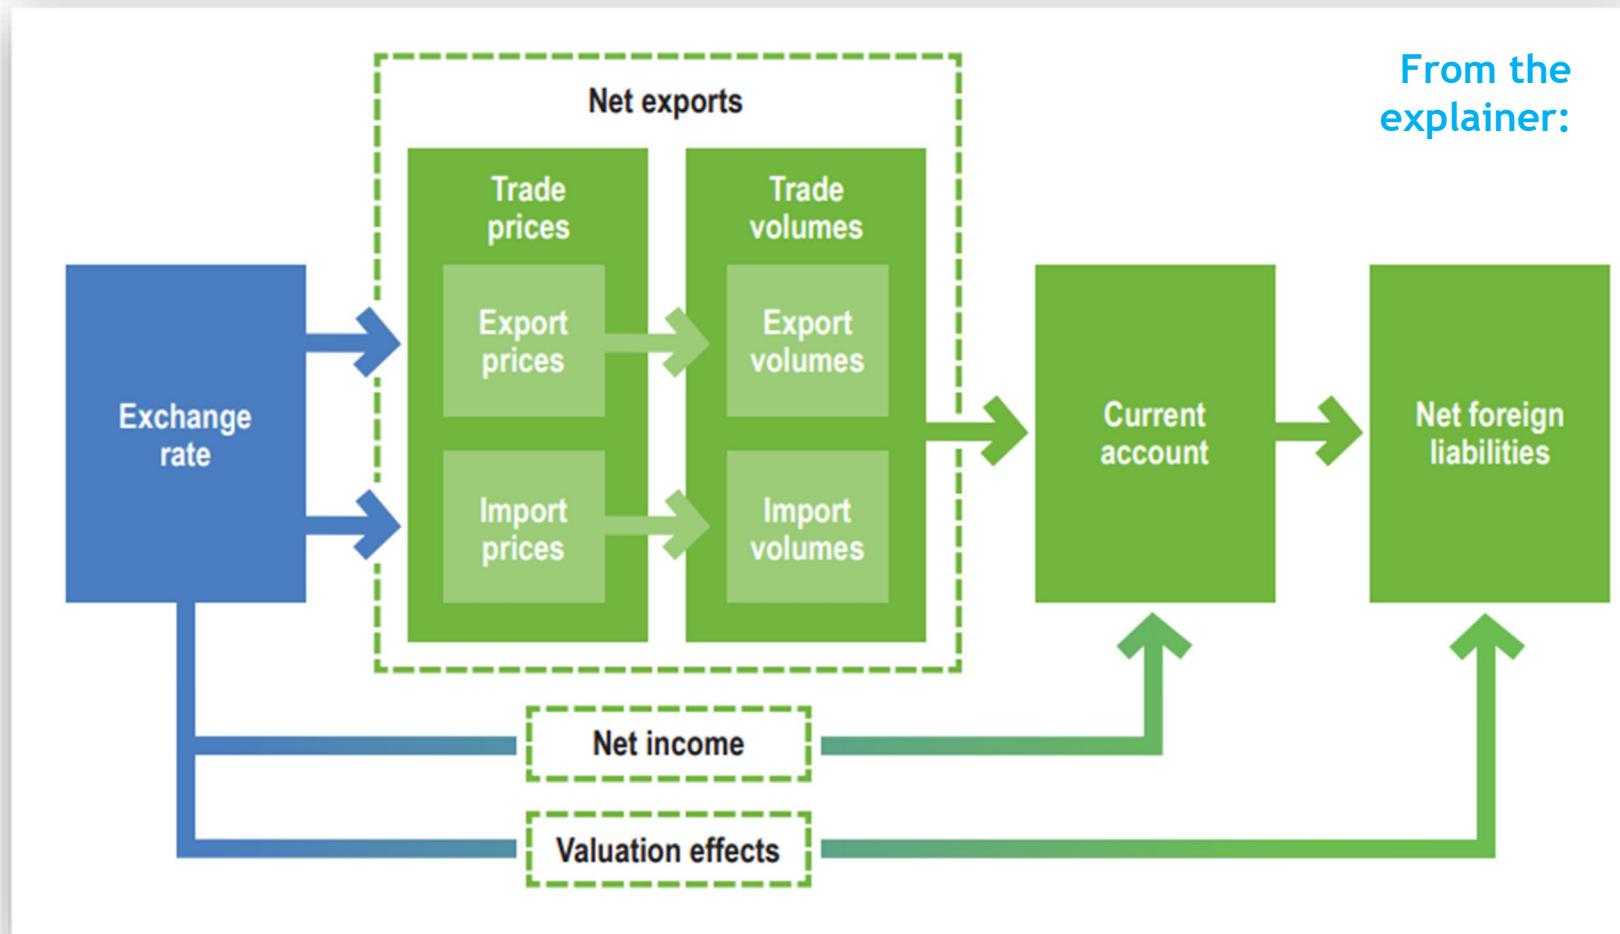 From the
explainer:
Net exports
Trade
prices
Trade
volumes
Export
prices
Export
volumes
Import
prices
Import
volumes
Exchange
rate
Current
account
Net foreign
liabilities
Net income
Valuation effects